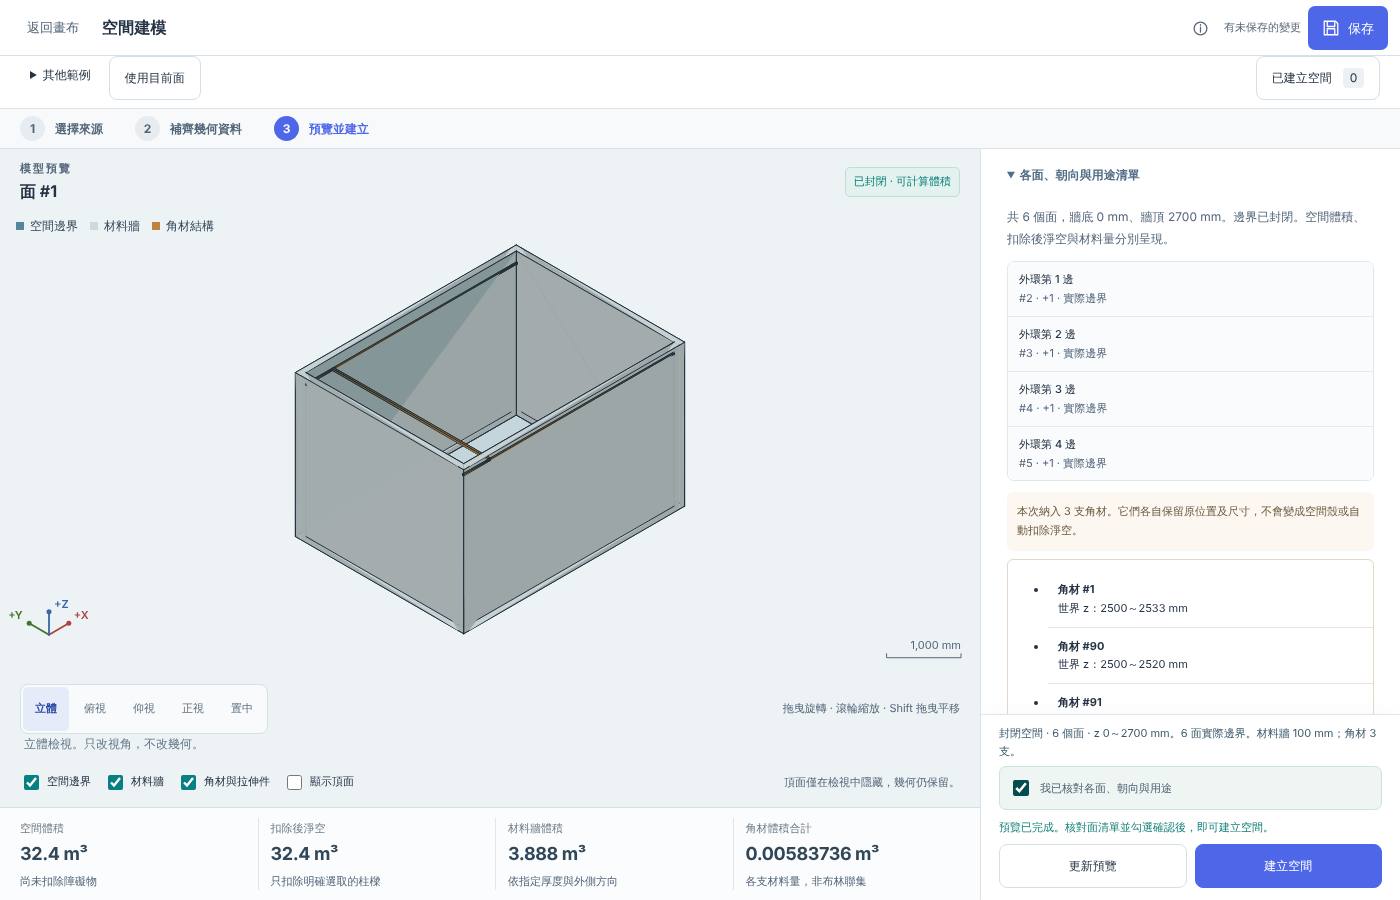 返回畫布
空間建模
有未保存的變更
保存
其他範例
使用目前面
已建立空間 0
1 選擇來源
2 補齊幾何資料
3 預覽並建立
模型預覽
面 #1
已封閉 · 可計算體積
空間邊界
材料牆
角材結構
+Y
+Z
+X
1,000 mm
立體
俯視
仰視
正視
置中
拖曳旋轉 · 滾輪縮放 · Shift 拖曳平移
立體檢視。只改視角，不改幾何。
空間邊界
材料牆
角材與拉伸件
顯示頂面
頂面僅在檢視中隱藏，幾何仍保留。
空間體積
32.4 m³
尚未扣除障礙物
扣除後淨空
32.4 m³
只扣除明確選取的柱樑
材料牆體積
3.888 m³
依指定厚度與外側方向
角材體積合計
0.00583736 m³
各支材料量，非布林聯集
各面、朝向與用途清單
共 6 個面，牆底 0 mm、牆頂 2700 mm。邊界已封閉。空間體積、
扣除後淨空與材料量分別呈現。
外環第 1 邊
#2 · +1 · 實際邊界
外環第 2 邊
#3 · +1 · 實際邊界
外環第 3 邊
#4 · +1 · 實際邊界
外環第 4 邊
#5 · +1 · 實際邊界
本次納入 3 支角材。它們各自保留原位置及尺寸，不會變成空間殼或自
動扣除淨空。
角材 #1
世界 z：2500～2533 mm
角材 #90
世界 z：2500～2520 mm
角材 #91
封閉空間 · 6 個面 · z 0～2700 mm。6 面實際邊界。材料牆 100 mm；角材 3
支。
我已核對各面、朝向與用途
預覽已完成。核對面清單並勾選確認後，即可建立空間。
更新預覽
建立空間